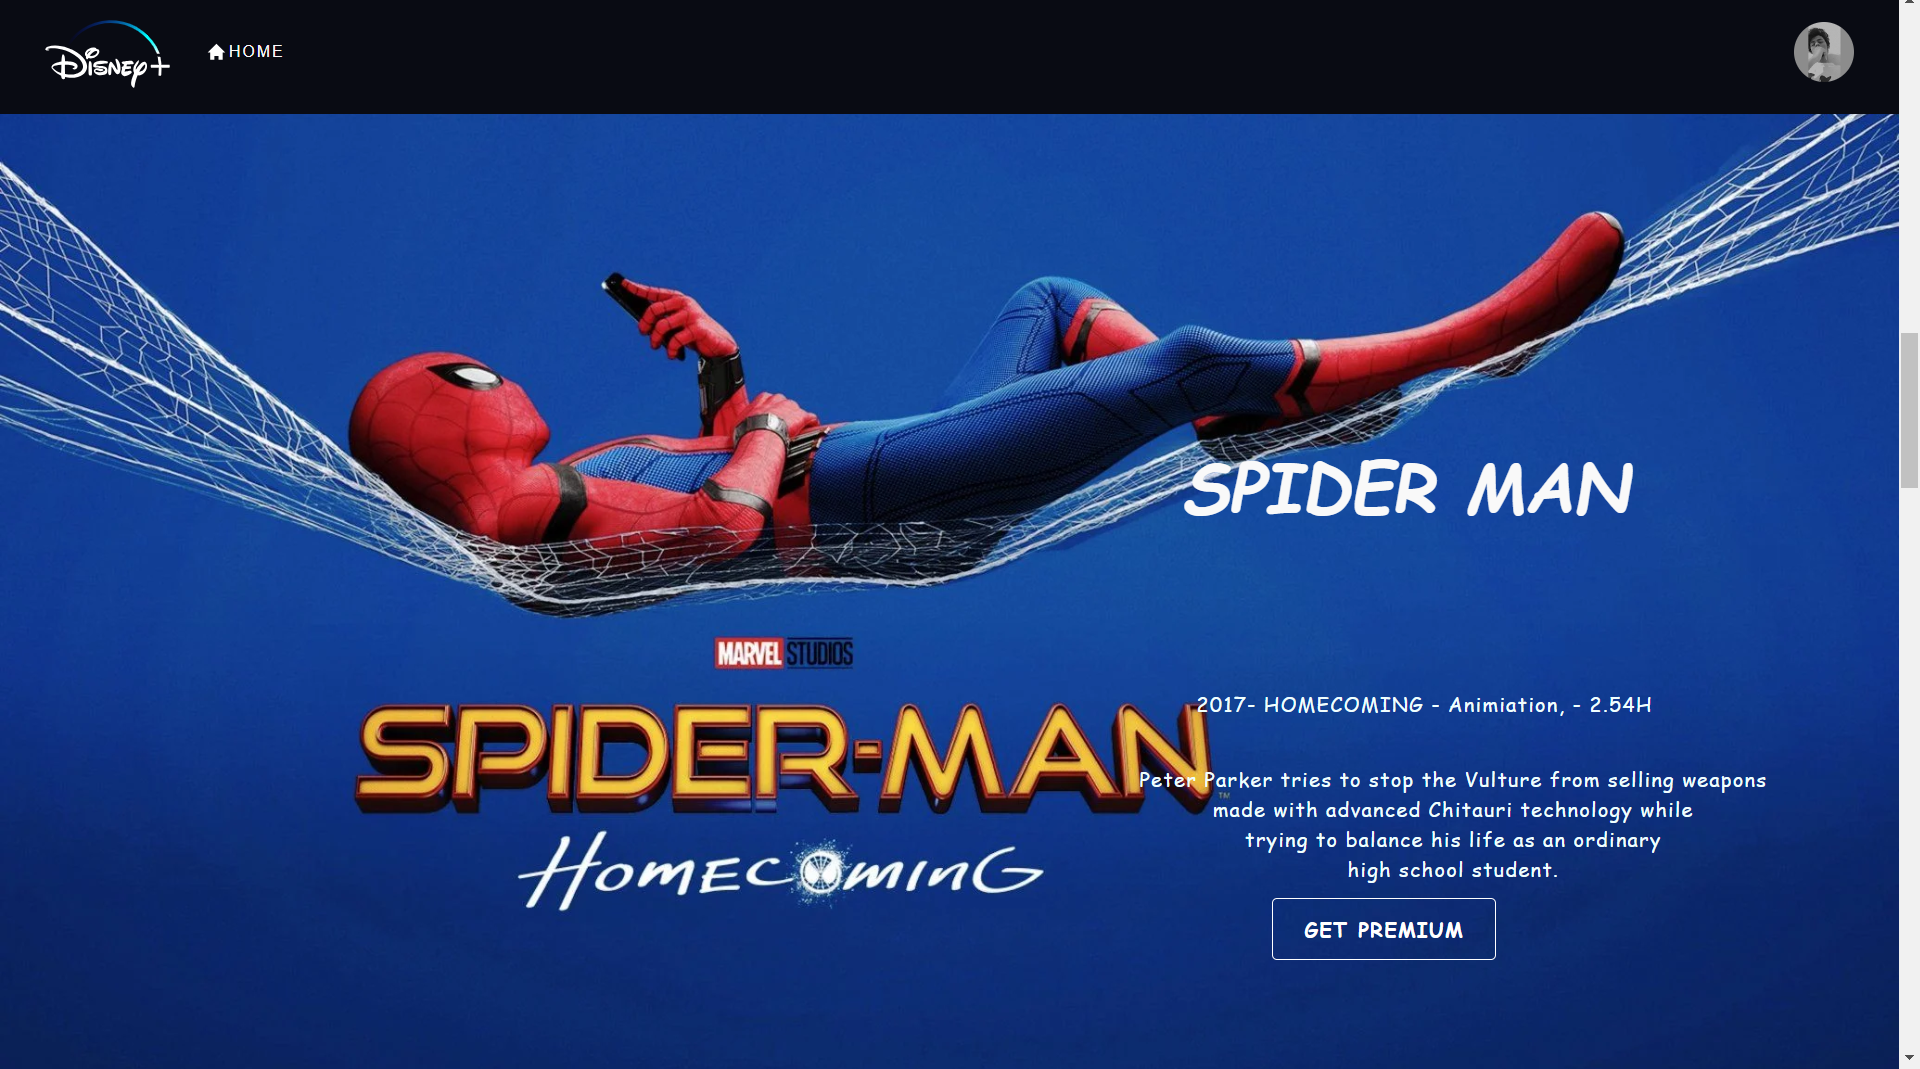 Disney+
HOME
SPIDER MAN
MARVEL STUDIOS
SPIDER-MAN
TM
HOMECOMING
2017- HOMECOMING - Animiation, - 2.54H
Peter Parker tries to stop the Vulture from selling weapons
made with advanced Chitauri technology while
trying to balance his life as an ordinary
high school student.
GET PREMIUM